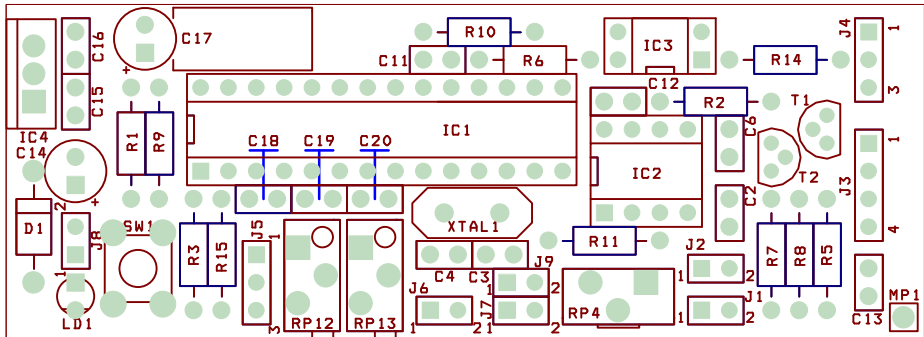 C16
C17
C11
R10
R6
IC3
R14
J4
1
3
IC4
C15
+
R1
R9
IC1
C12
R2
C6
T1
C14
+
C18
C19
C20
IC2
C2
T2
J3
1
4
D1
2
J8
1
SW1
R3
R15
J5
1
3
XTAL1
R11
C4
C3
J9
1
2
J2
1
2
R7
R8
R5
LD1
RP12
RP13
J6
1
2
J7
1
2
RP4
J1
1
2
C13
MP1